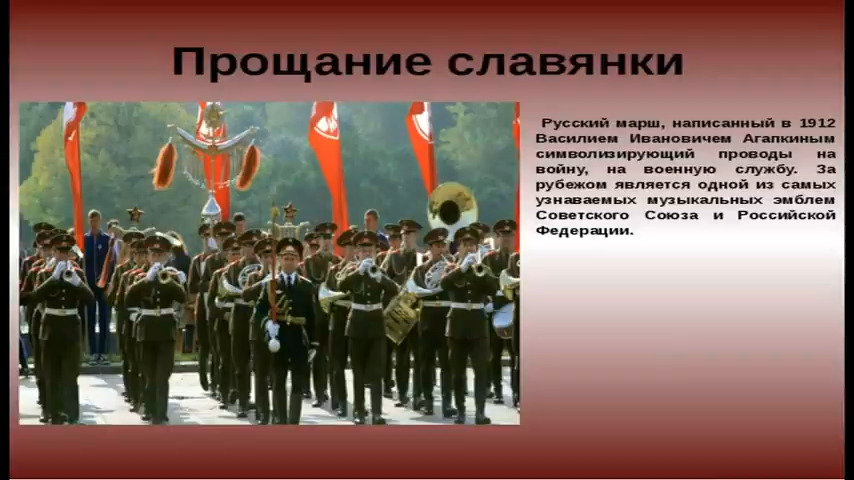 Прощание славянки
Русский марш, написанный в 1912
Василием Ивановичем Агапкиным
символизирующий проводы на
войну, на военную службу. За
рубежом является одной из самых
узнаваемых музыкальных эмблем
Советского Союза и Российской
Федерации.